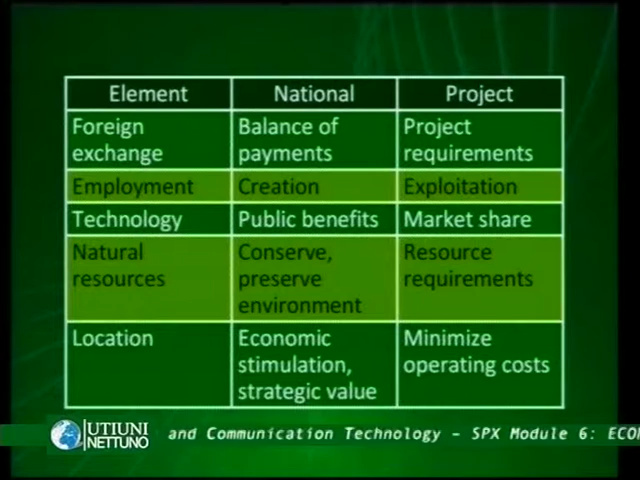 Element National Project
Foreign exchange Balance of payments Project requirements
Employment Creation Exploitation
Technology Public benefits Market share
Natural resources Conserve, preserve environment Resource requirements
Location Economic stimulation, strategic value Minimize operating costs
UTIUNI
NETTUNO
and Communication Technology – SPX Module 6: ECO